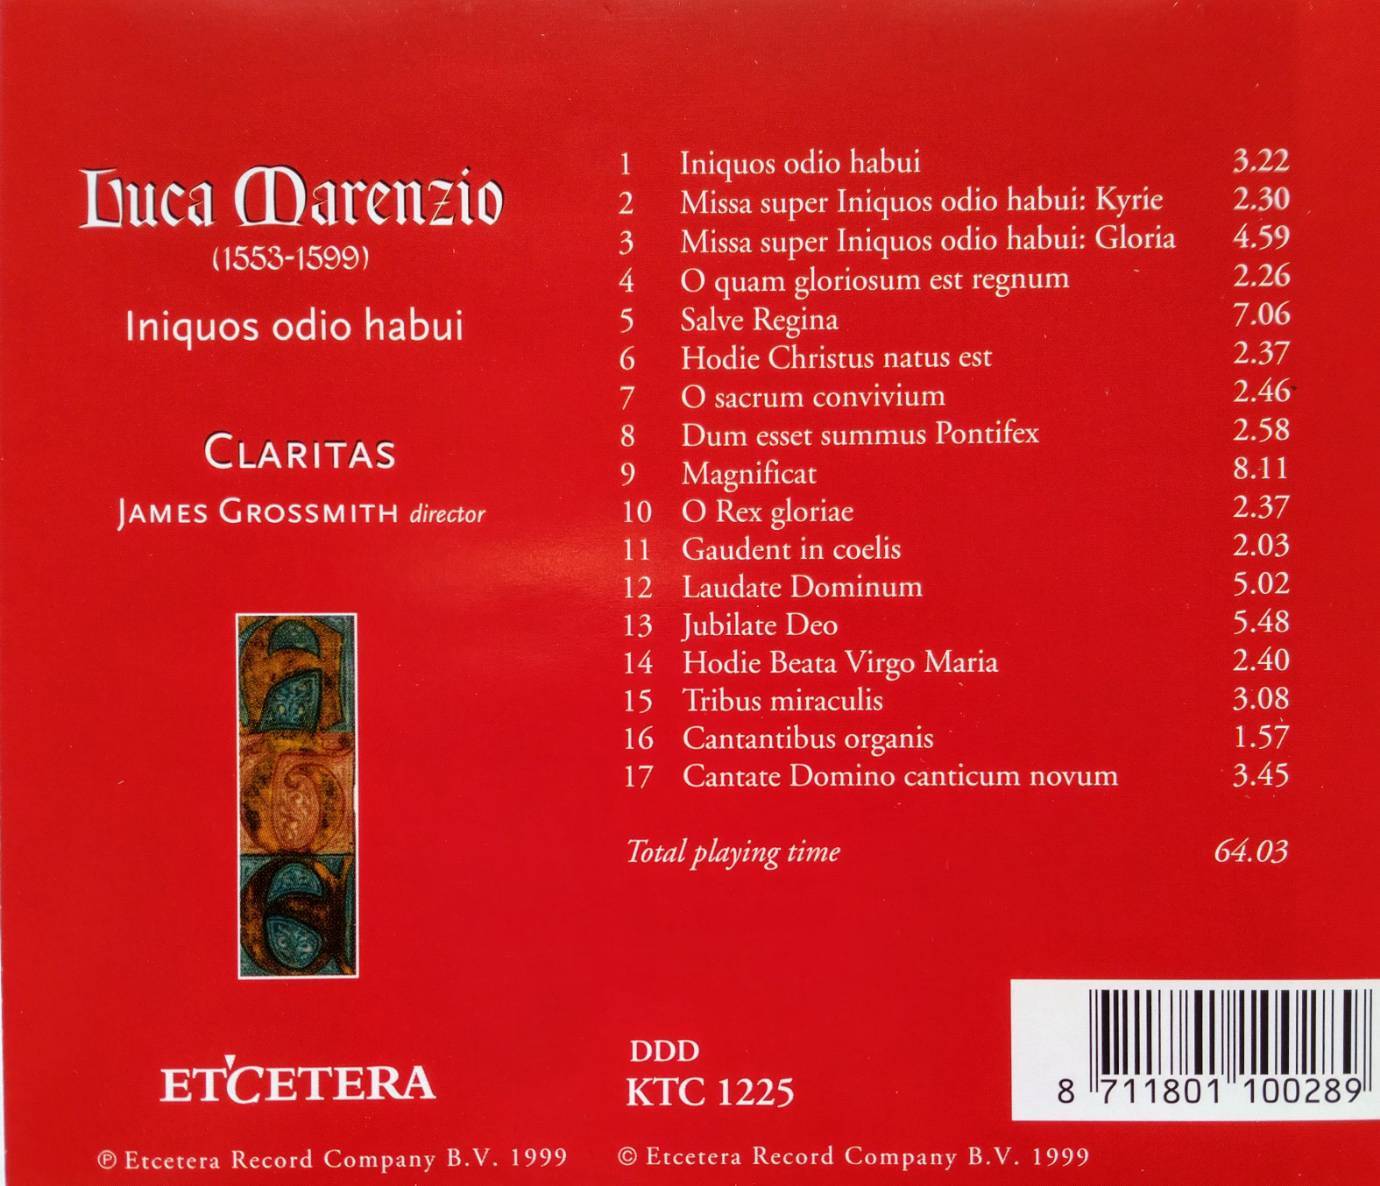 Luca Marenzio
(1553-1599)
Iniquos odio habui
CLARITAS
JAMES GROSSMITH director
1 Iniquos odio habui 3.22
2 Missa super Iniquos odio habui: Kyrie 2.30
3 Missa super Iniquos odio habui: Gloria 4.59
4 O quam gloriosum est regnum 2.26
5 Salve Regina 7.06
6 Hodie Christus natus est 2.37
7 O sacrum convivium 2.46
8 Dum esset summus Pontifex 2.58
9 Magnificat 8.11
10 O Rex gloriae 2.37
11 Gaudent in coelis 2.03
12 Laudate Dominum 5.02
13 Jubilate Deo 5.48
14 Hodie Beata Virgo Maria 2.40
15 Tribus miraculis 3.08
16 Cantantibus organis 1.57
17 Cantate Domino canticum novum 3.45
Total playing time 64.03
ET'CETERA
DDD
KTC 1225
8 711801 100289
℗ Etcetera Record Company B.V. 1999
© Etcetera Record Company B.V. 1999